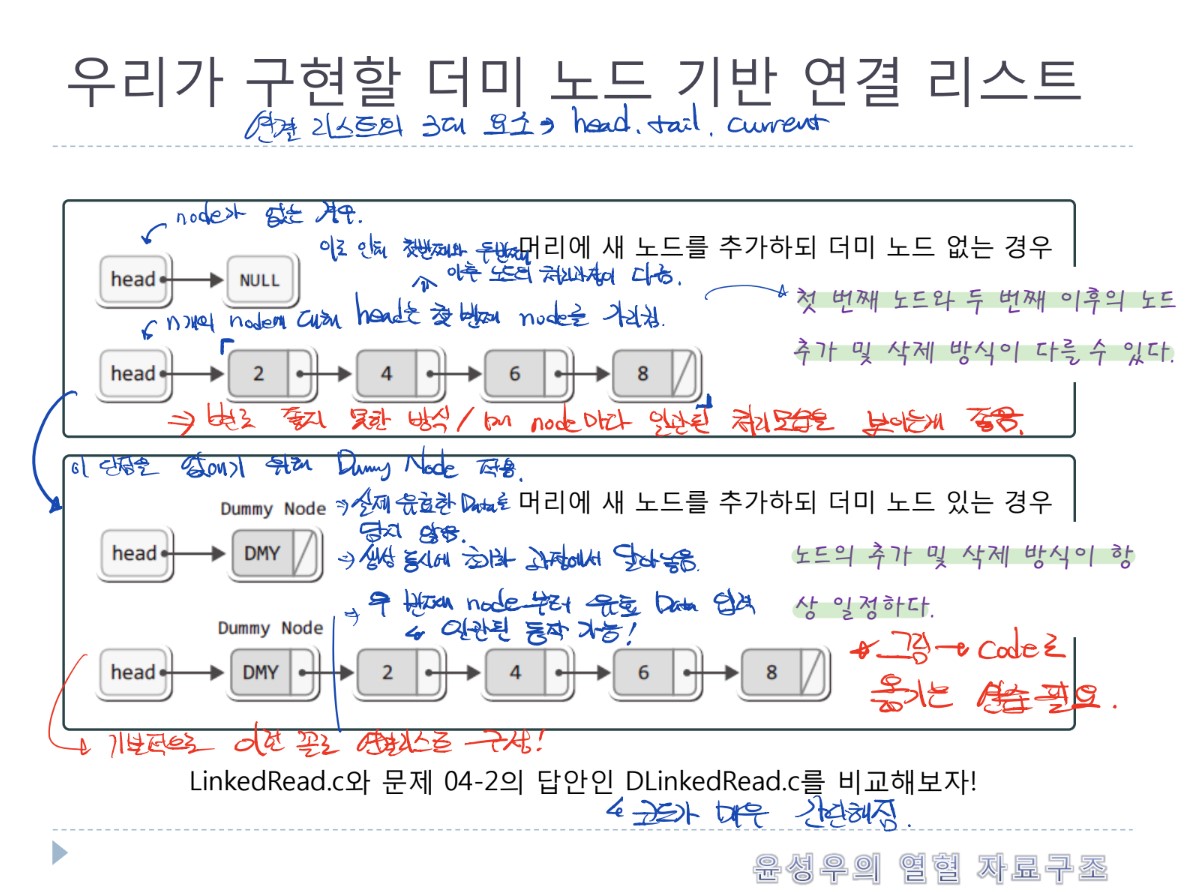 우리가 구현할 더미 노드 기반 연결 리스트
연결 리스트의 3대 요소→ head, tail, current
node가 없는 경우.
이로 인해 첫번째와 두번째
머리에 새 노드를 추가하되 더미 노드 없는 경우
이후 노드의 처리과정이 다름.
head
NULL
첫 번째 노드와 두 번째 이후의 노드
추가 및 삭제 방식이 다를 수 있다.
n개의 node에 대해 head는 첫 번째 node를 가리킴.
head
2
4
6
8
⇒ 별로 좋지 못한 방식 / 매 node마다 일관된 처리모습을 보이는게 좋음.
이 단점을 없애기 위해 Dummy Node 적용.
Dummy Node
⇒ 실제 유효한 Data로
머리에 새 노드를 추가하되 더미 노드 있는 경우
담지 않음.
head
DMY
⇒ 생성 동시에 초기화 과정에서 달아놓음.
노드의 추가 및 삭제 방식이 항
상 일정하다.
→ 두 번째 node부터 유효 Data 입력
↳ 일관된 동작 가능!
Dummy Node
head
DMY
2
4
6
8
★ 그림 → code로
옮기는 연습 필요.
→ 기본적으로 이런 꼴로 연결리스트 구성!
LinkedRead.c와 문제 04-2의 답안인 DLinkedRead.c를 비교해보자!
↳ 코드가 매우 간단해짐.
윤성우의 열혈 자료구조